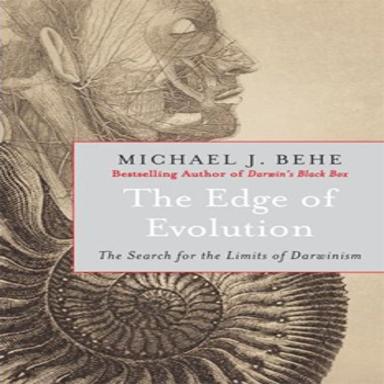 MICHAEL J. BEHE
Bestselling Author of Darwin's Black Box
The Edge of
Evolution
The Search for the Limits of Darwinism